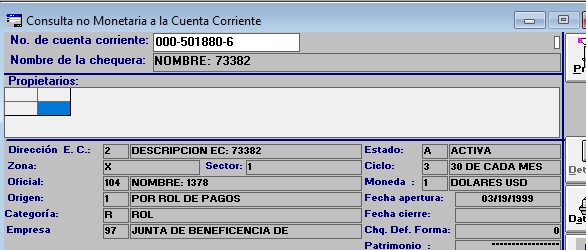 Consulta no Monetaria a la Cuenta Corriente
No. de cuenta corriente: 000-501880-6
Nombre de la chequera: NOMBRE: 73382
Propietarios:
Dirección E. C.: 2 DESCRIPCION EC: 73382 Estado: A ACTIVA
Zona: X Sector: 1 Ciclo: 3 30 DE CADA MES
Oficial: 104 NOMBRE: 1378 Moneda : 1 DOLARES USD
Origen: 1 POR ROL DE PAGOS Fecha apertura: 03/19/1999
Categoría: R ROL Fecha cierre:
Empresa 97 JUNTA DE BENEFICENCIA DE Chq. Def. Forma: 0
Patrimonio :